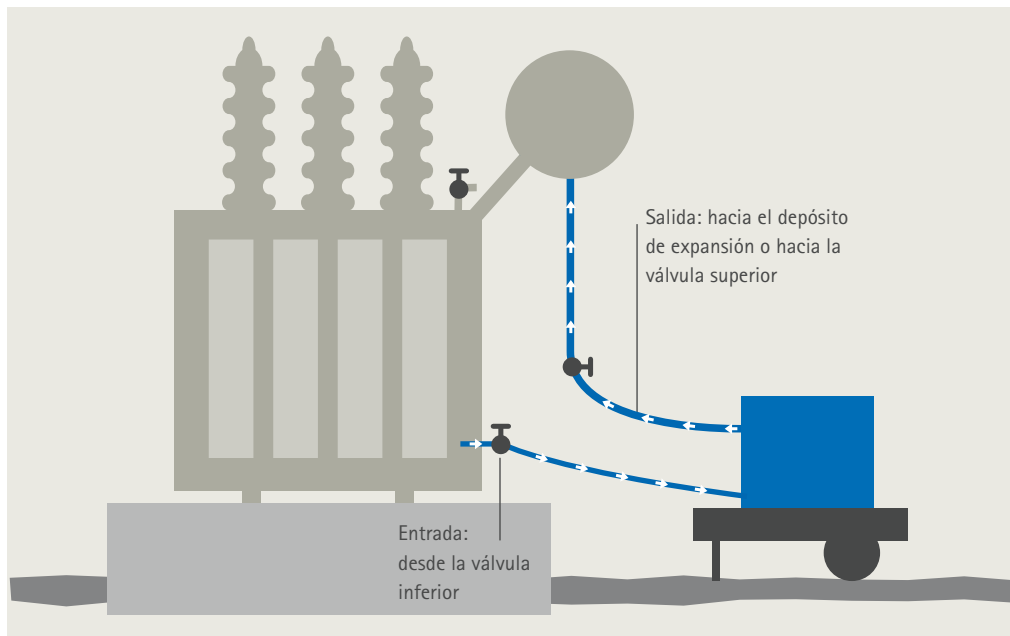 Salida: hacia el depósito
de expansión o hacia la
válvula superior
Entrada:
desde la válvula
inferior